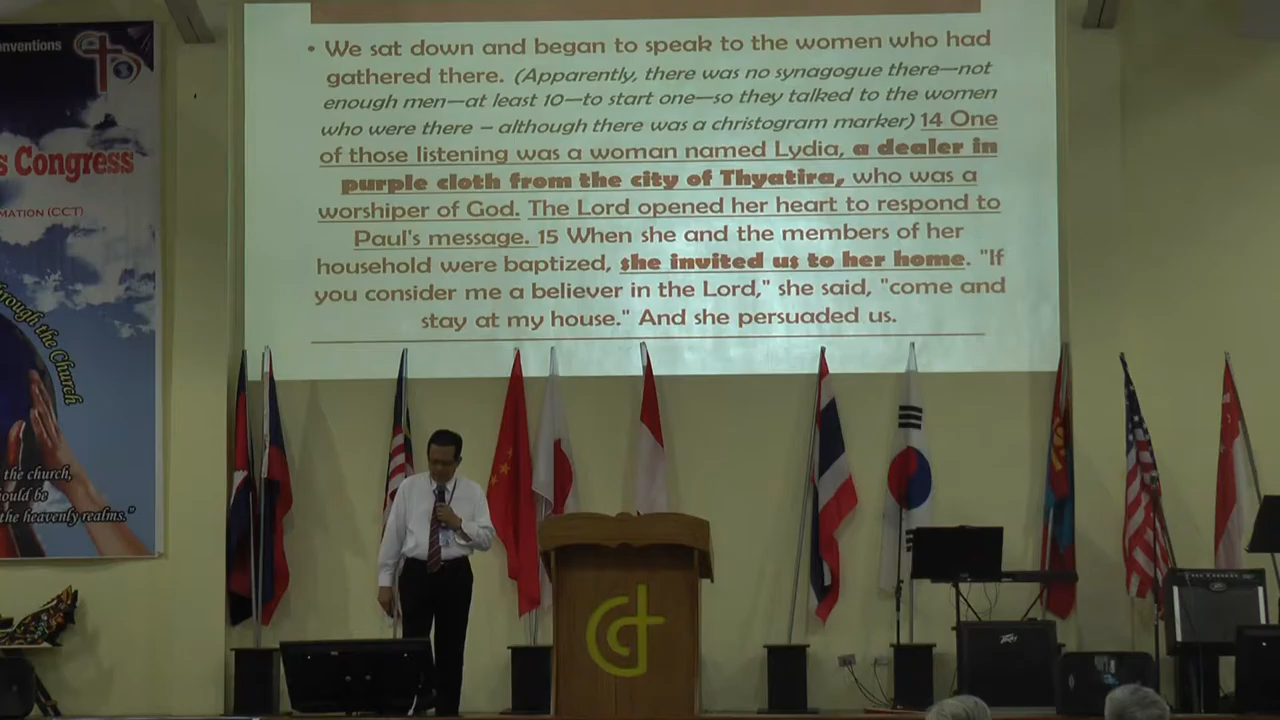 • We sat down and began to speak to the women who had
gathered there. (Apparently, there was no synagogue there—not
enough men—at least 10—to start one—so they talked to the women
who were there – although there was a christogram marker) 14 One
of those listening was a woman named Lydia, a dealer in
purple cloth from the city of Thyatira, who was a
worshiper of God. The Lord opened her heart to respond to
Paul's message. 15 When she and the members of her
household were baptized, she invited us to her home. "If
you consider me a believer in the Lord," she said, "come and
stay at my house." And she persuaded us.
nventions
s Congress
MATION (CCT)
through the Church
the church,
ould be
the heavenly realms."
PEAVEY